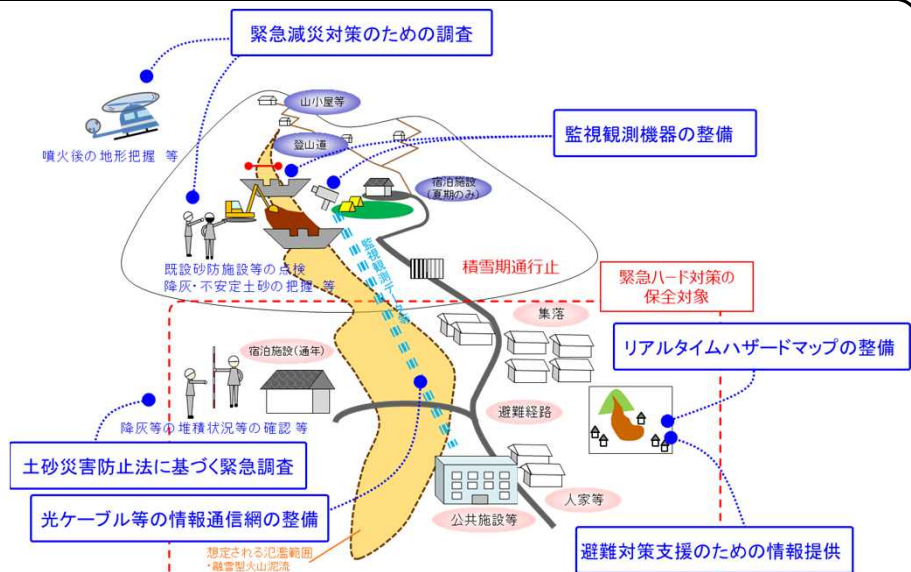 緊急減災対策のための調査
山小屋等
監視観測機器の整備
登山道
噴火後の地形把握 等
宿泊施設
(夏期のみ)
監視観測データ等
既設砂防施設等の点検
降灰・不安定土砂の把握 等
積雪期通行止
緊急ハード対策の
保全対象
集落
リアルタイムハザードマップの整備
宿泊施設(通年)
避難経路
降灰等の堆積状況等の確認 等
土砂災害防止法に基づく緊急調査
人家等
光ケーブル等の情報通信網の整備
公共施設等
避難対策支援のための情報提供
想定される氾濫範囲
・融雪型火山泥流